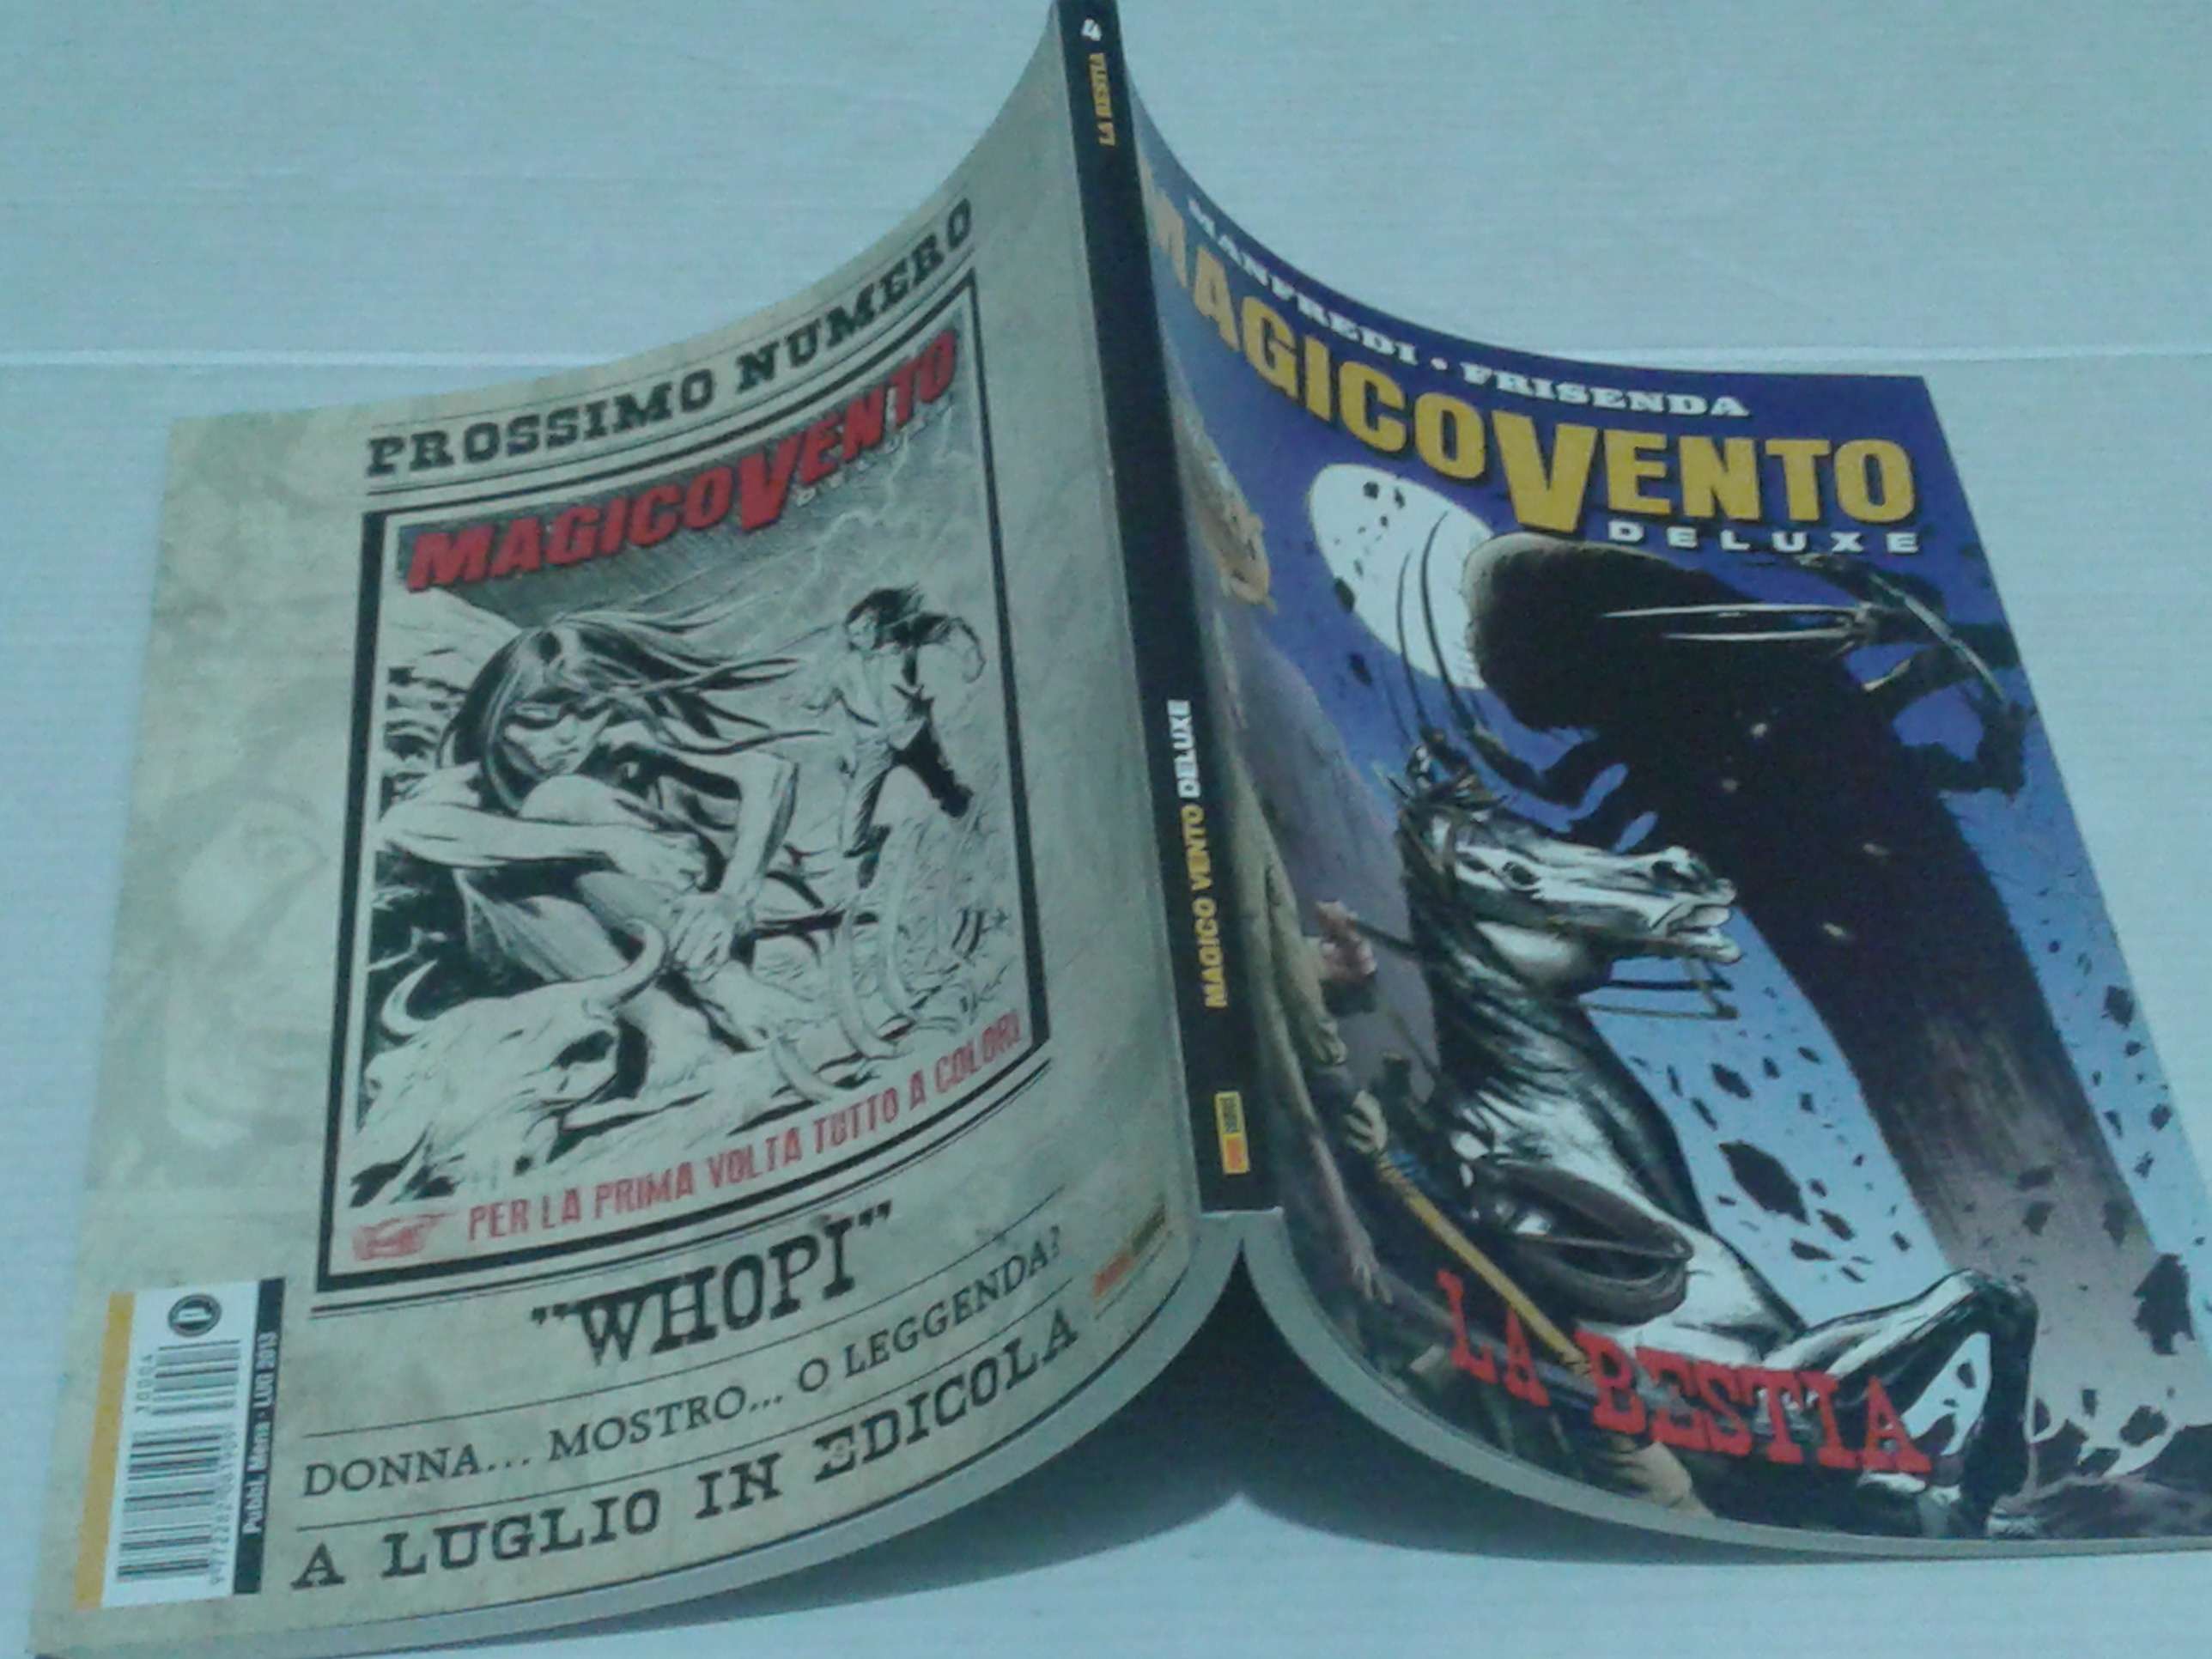 PROSSIMO NUMERO
MAGICOVENTO
DELUXE
PER LA PRIMA VOLTA TUTTO A COLORI
"WHOPI"
DONNA... MOSTRO... O LEGGENDA?
A LUGLIO IN EDICOLA
30004
4
LA BESTIA
MAGICO VENTO DELUXE
MANFREDI • FRISENDA
MAGICOVENTO
DELUXE
LA BESTIA